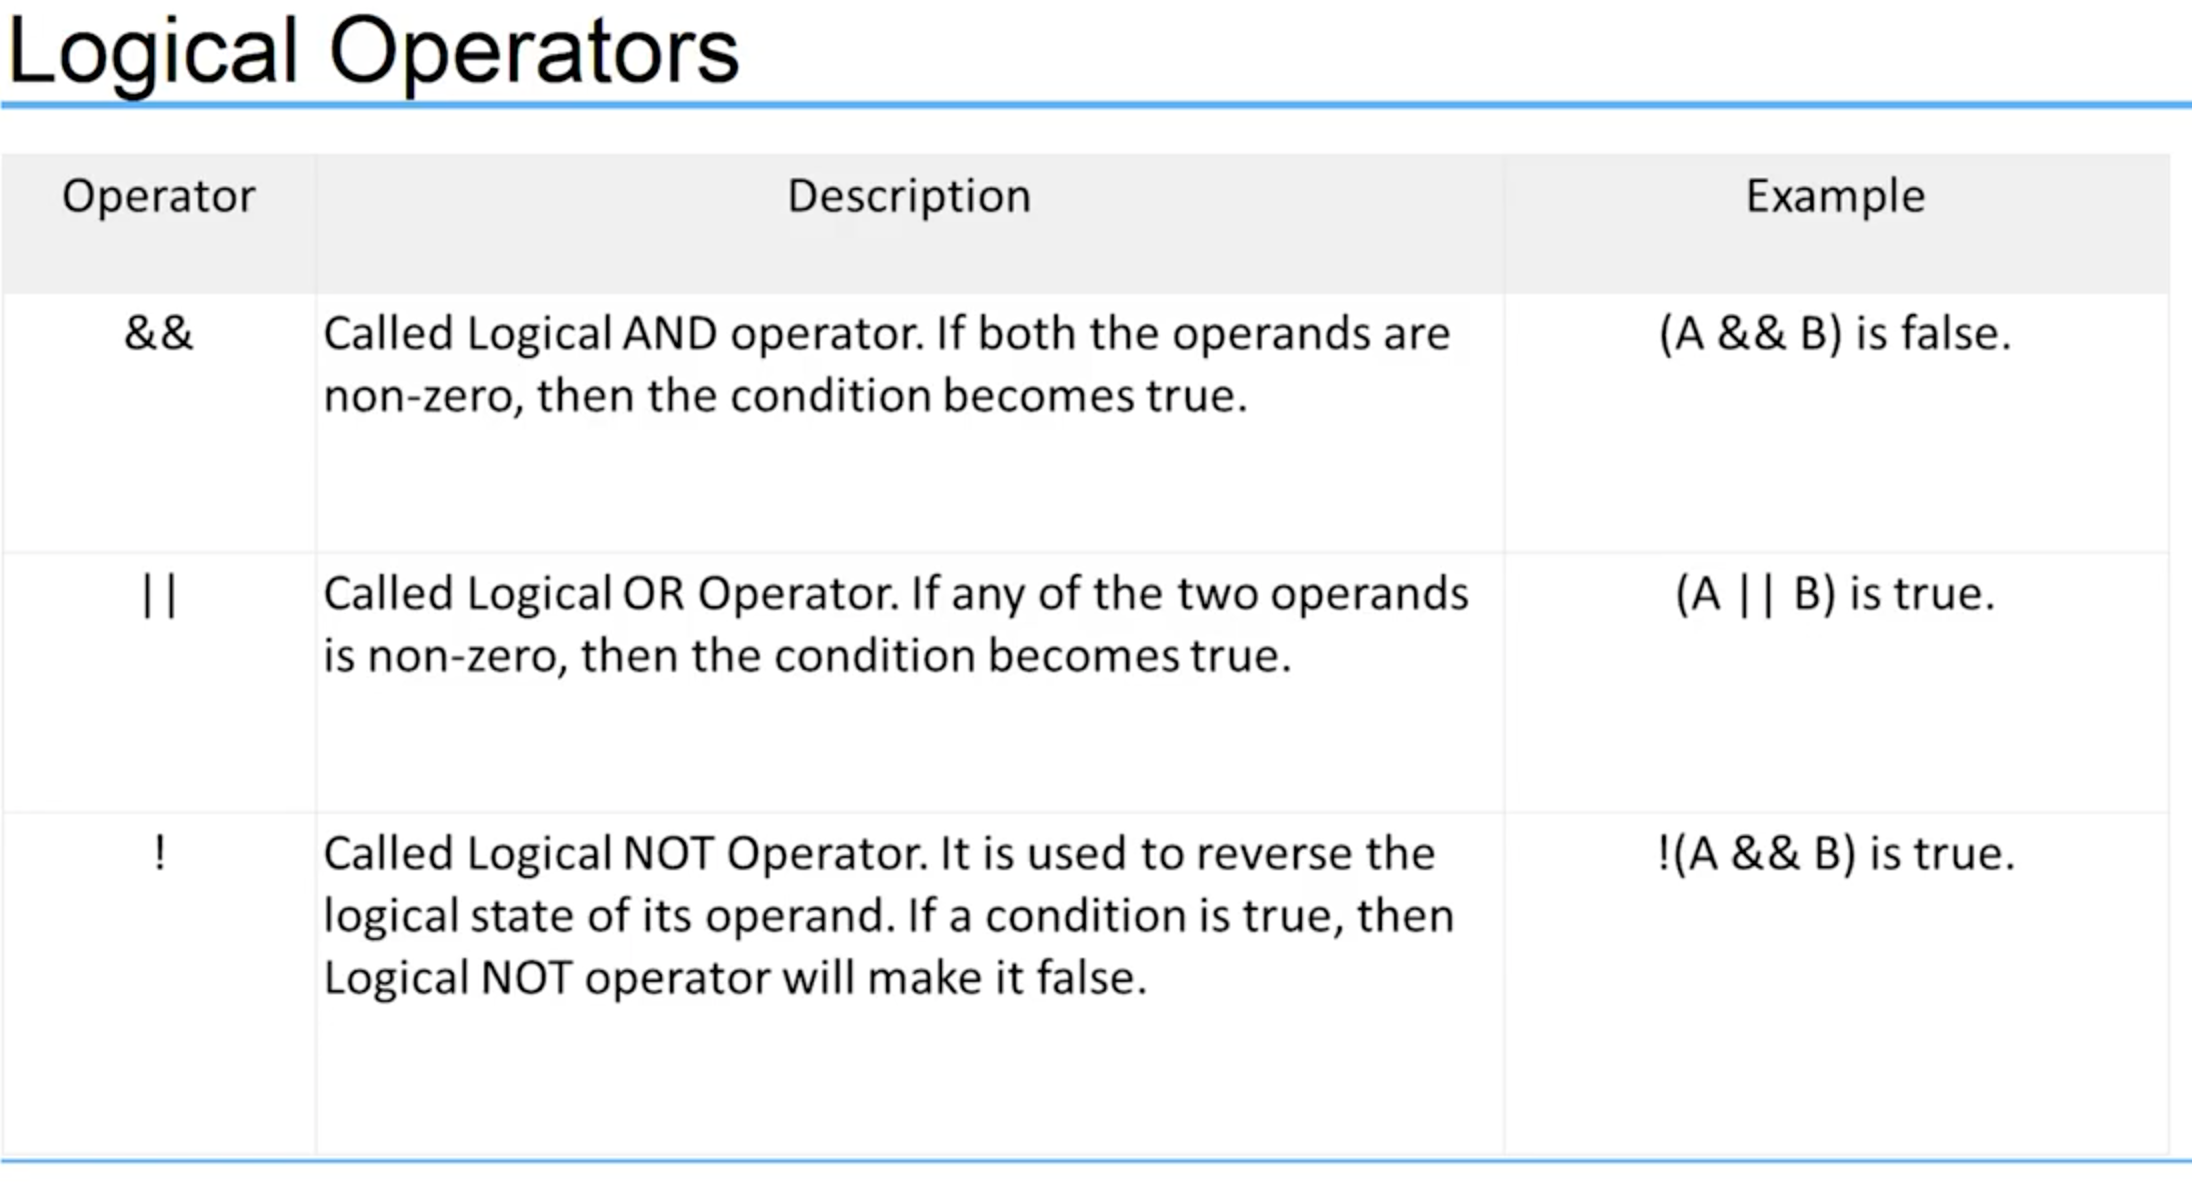 Logical Operators
Operator Description Example
&& Called Logical AND operator. If both the operands are (A && B) is false.
non-zero, then the condition becomes true.
|| Called Logical OR Operator. If any of the two operands (A || B) is true.
is non-zero, then the condition becomes true.
! Called Logical NOT Operator. It is used to reverse the !(A && B) is true.
logical state of its operand. If a condition is true, then
Logical NOT operator will make it false.